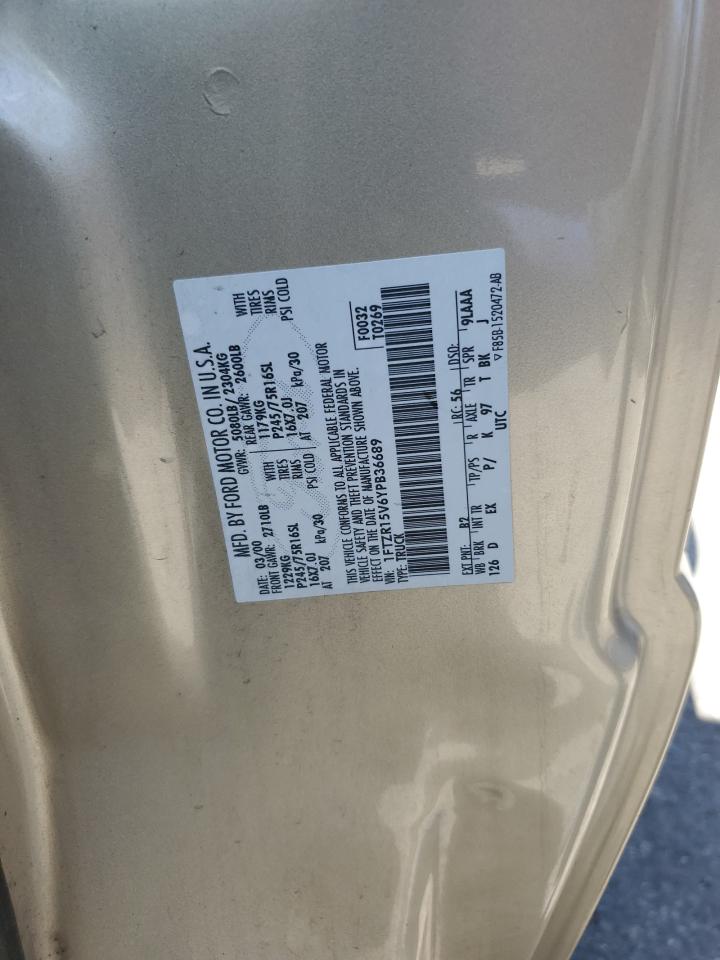 MFD. BY FORD MOTOR CO. IN U.S.A.
DATE: 03/00 GVWR: 5080LB / 2304KG
FRONT GAWR: 2710LB REAR GAWR: 2600LB
1229KG WITH 1179KG WITH
P245/75R16SL TIRES P245/75R16SL TIRES
16X7.0J RIMS 16X7.0J RIMS
AT 207 kPa/30 PSI COLD AT 207 kPa/30 PSI COLD
THIS VEHICLE CONFORMS TO ALL APPLICABLE FEDERAL MOTOR
VEHICLE SAFETY AND THEFT PREVENTION STANDARDS IN
EFFECT ON THE DATE OF MANUFACTURE SHOWN ABOVE.
VIN: 1FTZR15V6YPB36689 F0032
TYPE: TRUCK T0269
EXT PNT: B2 RC: 56 DSO:
WB BRK INT TR TP/PS R AXLE TR SPR 9LAAA
126 D EX P/ K 97 T BK J
UTC
▽ F85B-1520472-AB